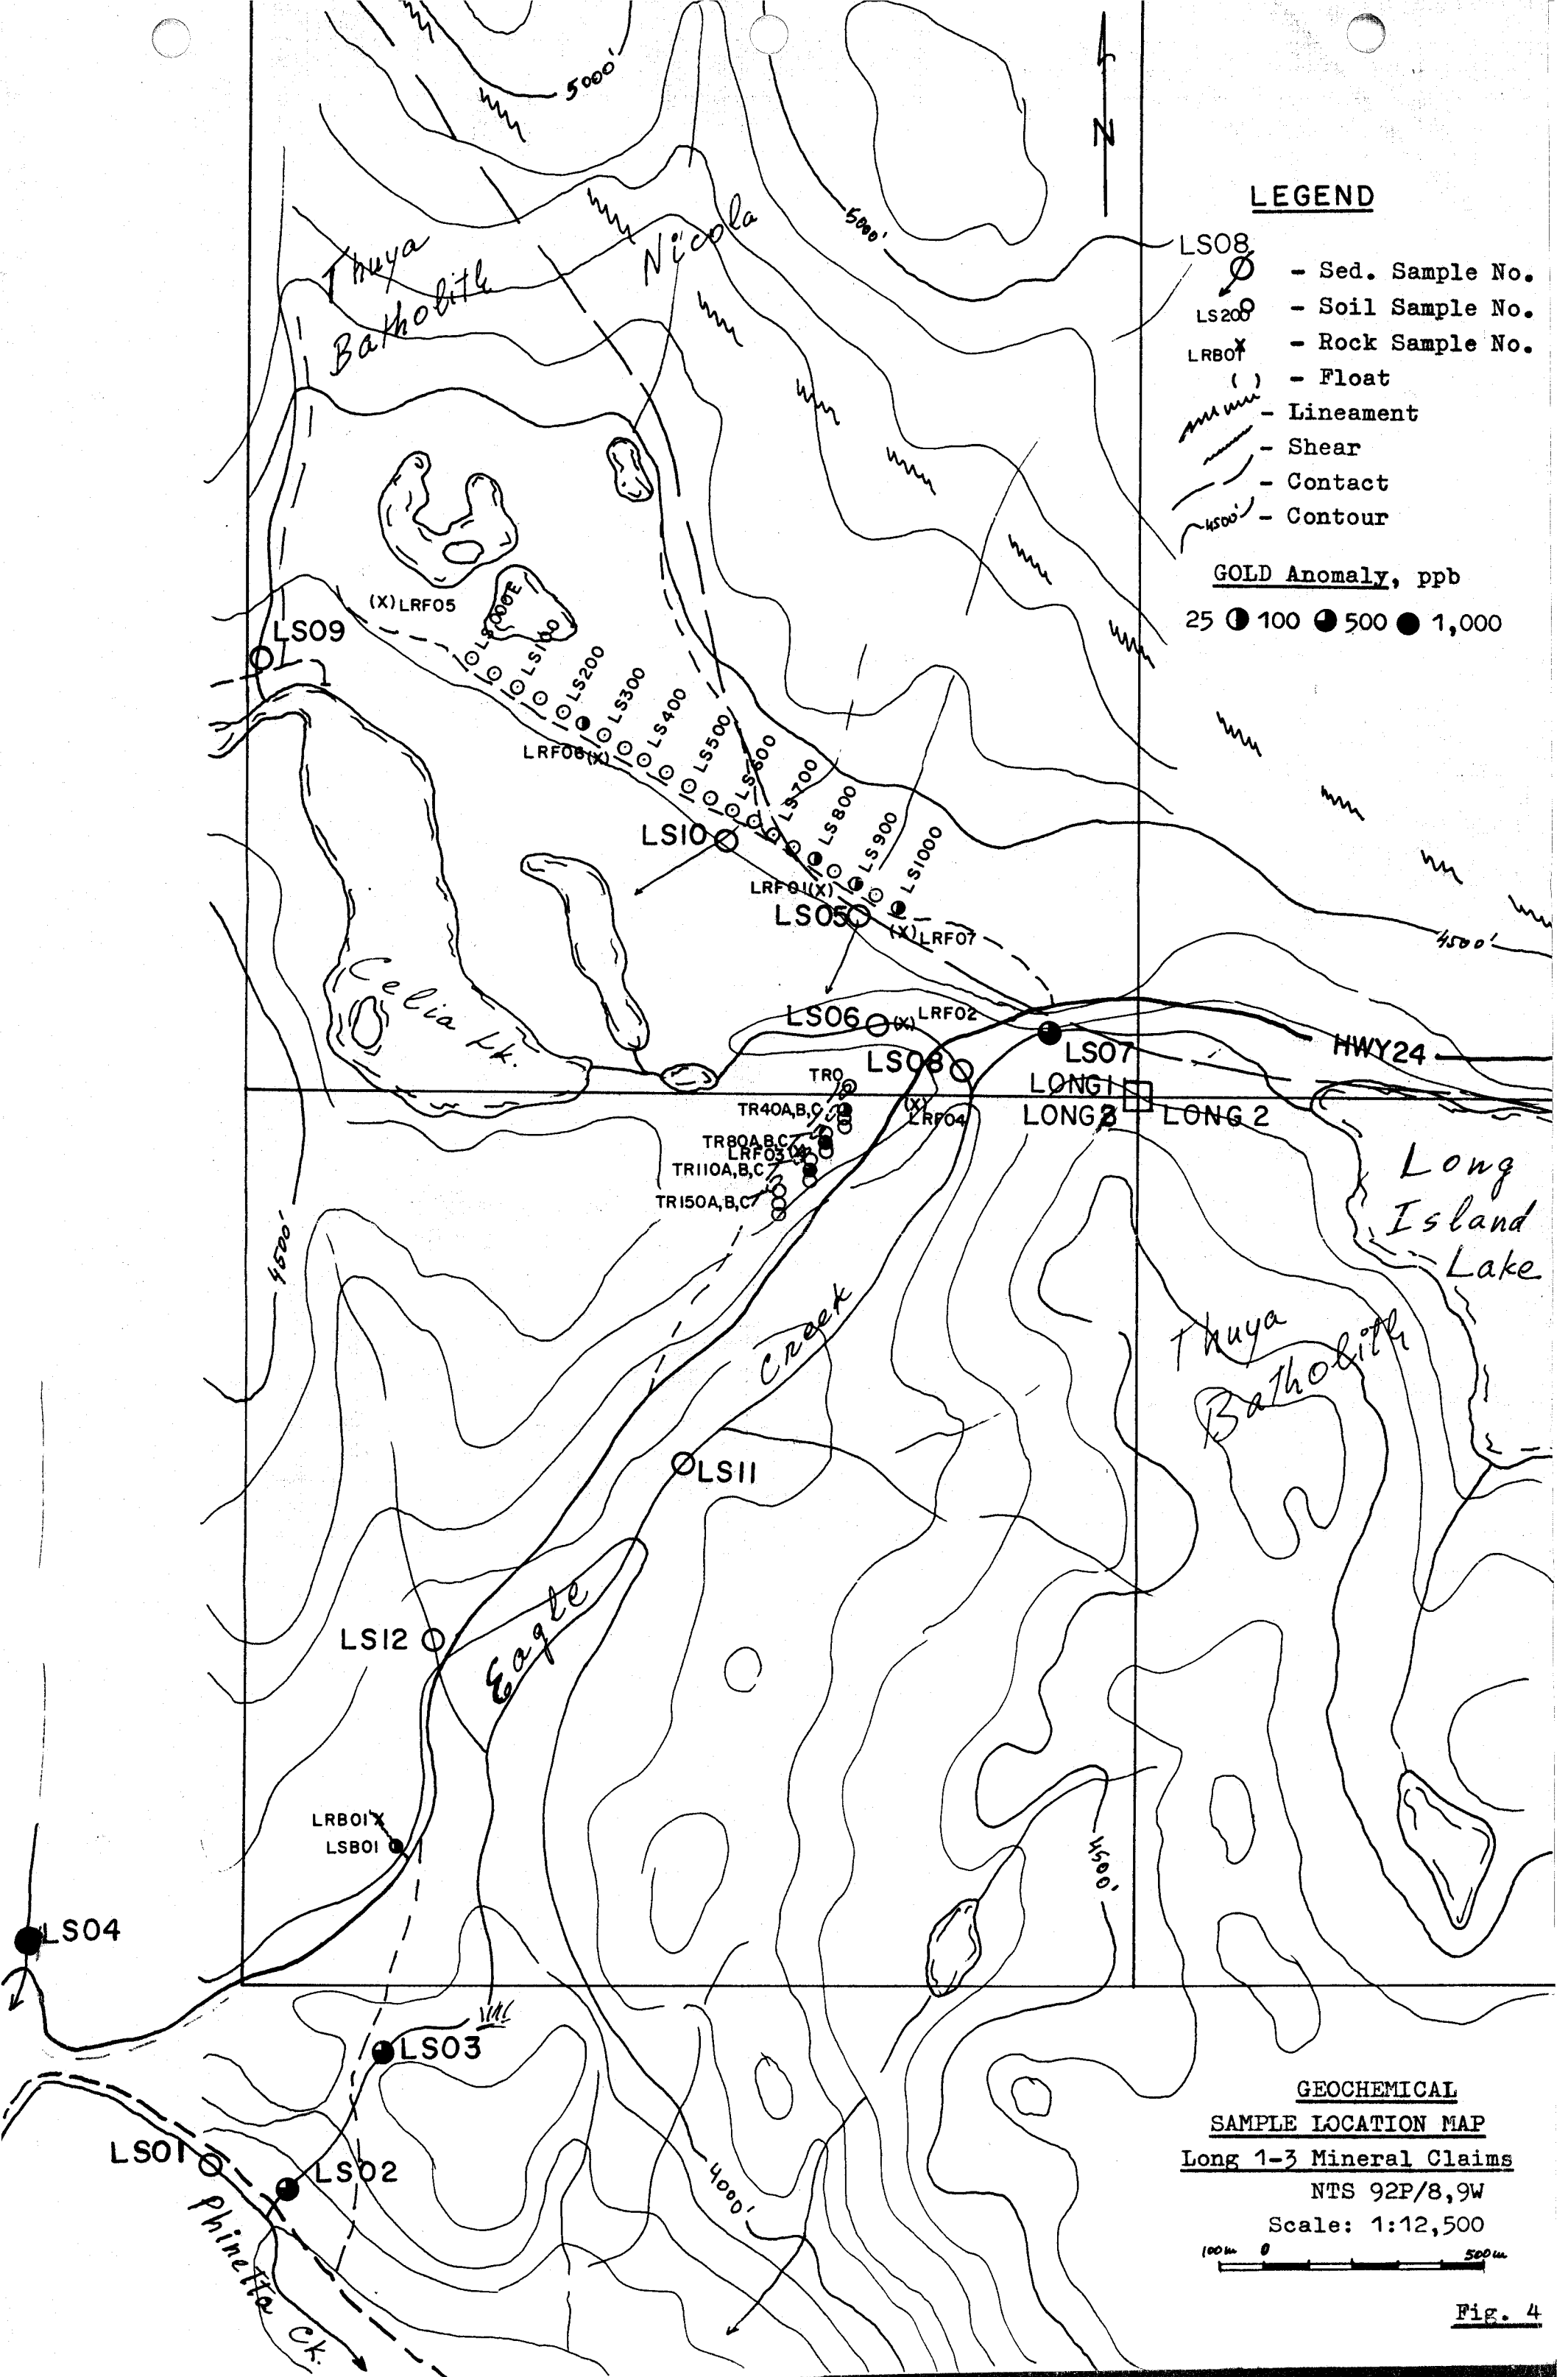 5000'
N
Thuya
Batholith
Nicola
5000'
LEGEND
LS08
- Sed. Sample No.
LS200 - Soil Sample No.
LRB01 X - Rock Sample No.
( ) - Float
- Lineament
- Shear
- Contact
4500' - Contour
GOLD Anomaly, ppb
25 100 500 1,000
(X) LRF05
LS09
LS000E
LS100
LS200
LS300
LS400
LS500
LS600
LS700
LS800
LS900
LS1000
LRF06(X)
LS10
LRF01(X)
LS05
(X) LRF07
4500'
Celia Lk.
LS06 (X) LRF02
LS07
HWY24
LS08
TR0
LONG 1
TR40A,B,C
(X)
LRF04
LONG 3
LONG 2
TR80A,B,C
LRF03 (X)
TR110A,B,C
TR150A,B,C
Long
Island
Lake
4500'
Creek
Thuya
Batholith
LS11
LS12
Eagle
LRB01 X
LSB01
4500'
LS04
LS03
LS01
LS02
4000'
Phinetta Ck.
GEOCHEMICAL
SAMPLE LOCATION MAP
Long 1-3 Mineral Claims
NTS 92P/8,9W
Scale: 1:12,500
100m 0 500m
Fig. 4